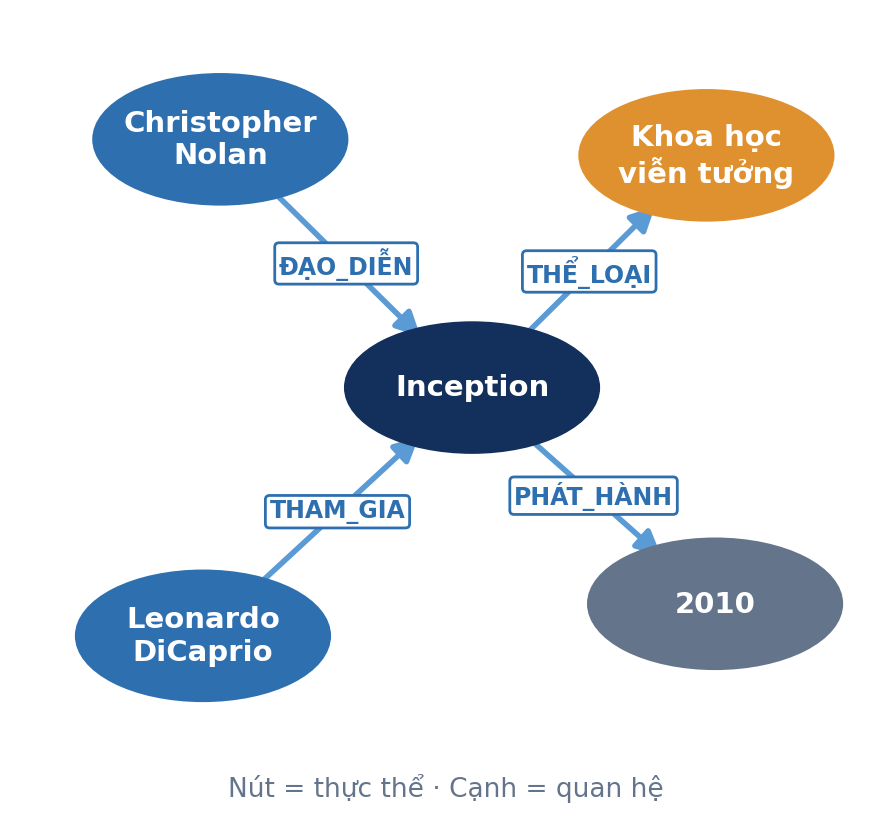 Christopher
Nolan
Khoa học
viễn tưởng
ĐẠO_DIỄN
THỂ_LOẠI
Inception
THAM_GIA
PHÁT_HÀNH
Leonardo
DiCaprio
2010
Nút = thực thể · Cạnh = quan hệ